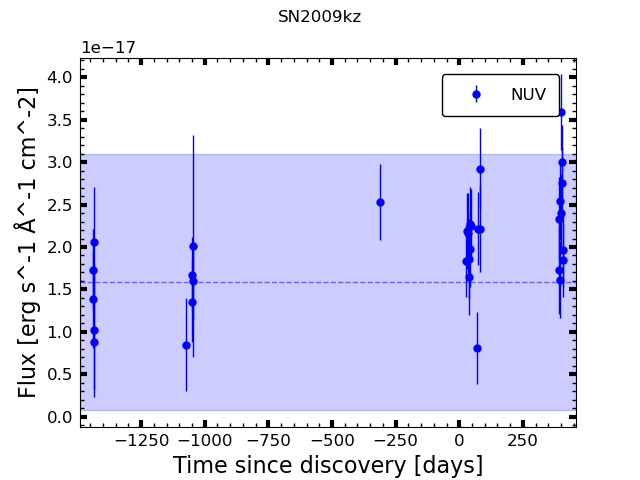 SN2009kz
1e−17
NUV
4.0
3.5
3.0
2.5
2.0
1.5
1.0
0.5
0.0
Flux [erg s^-1 Å^-1 cm^-2]
−1250 −1000 −750 −500 −250 0 250
Time since discovery [days]